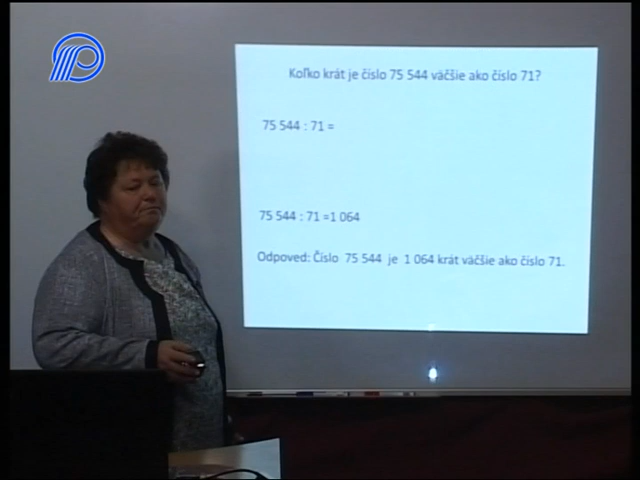 Koľko krát je číslo 75 544 väčšie ako číslo 71?
75 544 : 71 =
75 544 : 71 =1 064
Odpoveď: Číslo 75 544 je 1 064 krát väčšie ako číslo 71.